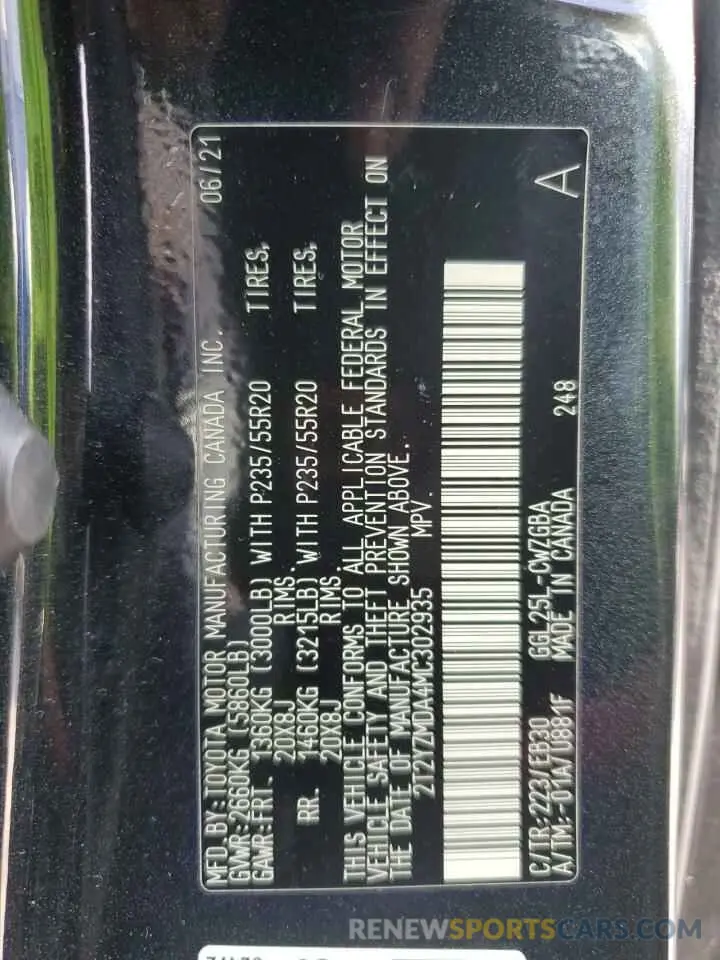 MFD. BY: TOYOTA MOTOR MANUFACTURING CANADA INC. 06/21
GVWR: 2660KG (5860LB)
GAWR: FRT. 1360KG (3000LB) WITH P235/55R20 TIRES,
20X8J RIMS.
RR. 1460KG (3215LB) WITH P235/55R20 TIRES,
20X8J RIMS.
THIS VEHICLE CONFORMS TO ALL APPLICABLE FEDERAL MOTOR
VEHICLE SAFETY AND THEFT PREVENTION STANDARDS IN EFFECT ON
THE DATE OF MANUFACTURE SHOWN ABOVE.
2T2YZMDA4MC302935 MPV.
A
C/TR: 223/EB30 GGL25L-CWZGBA
A/TM: -01A/U881F MADE IN CANADA 248
RENEWSPORTSCARS.COM